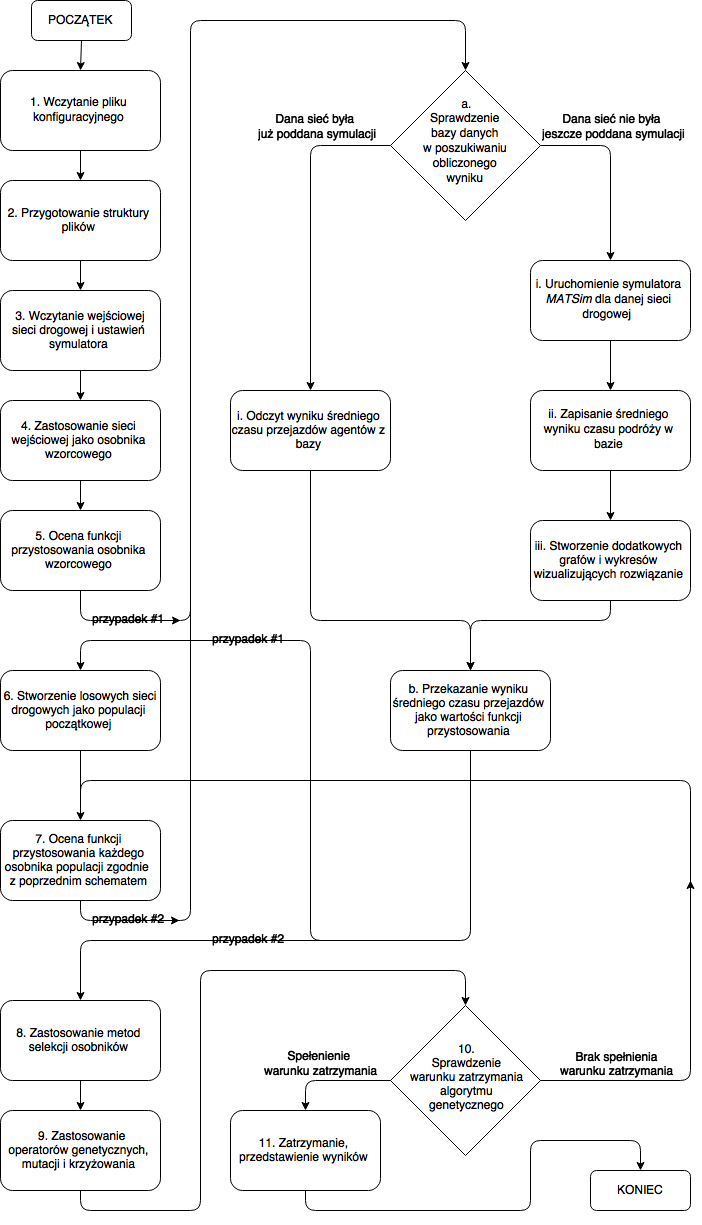 POCZĄTEK
1. Wczytanie pliku
konfiguracyjnego
2. Przygotowanie struktury
plików
3. Wczytanie wejściowej
sieci drogowej i ustawień
symulatora
4. Zastosowanie sieci
wejściowej jako osobnika
wzorcowego
5. Ocena funkcji
przystosowania osobnika
wzorcowego
przypadek #1
a.
Sprawdzenie
bazy danych
w poszukiwaniu
obliczonego
wyniku
Dana sieć była
już poddana symulacji
Dana sieć nie była
jeszcze poddana symulacji
i. Odczyt wyniku średniego
czasu przejazdów agentów z
bazy
i. Uruchomienie symulatora
MATSim dla danej sieci
drogowej
ii. Zapisanie średniego
wyniku czasu podróży w
bazie
iii. Stworzenie dodatkowych
grafów i wykresów
wizualizujących rozwiązanie
b. Przekazanie wyniku
średniego czasu przejazdów
jako wartości funkcji
przystosowania
przypadek #1
6. Stworzenie losowych sieci
drogowych jako populacji
początkowej
7. Ocena funkcji
przystosowania każdego
osobnika populacji zgodnie
z poprzednim schematem
przypadek #2
przypadek #2
8. Zastosowanie metod
selekcji osobników
9. Zastosowanie
operatorów genetycznych,
mutacji i krzyżowania
10.
Sprawdzenie
warunku zatrzymania
algorytmu
genetycznego
Spełenienie
warunku zatrzymania
Brak spełnienia
warunku zatrzymania
11. Zatrzymanie,
przedstawienie wyników
KONIEC